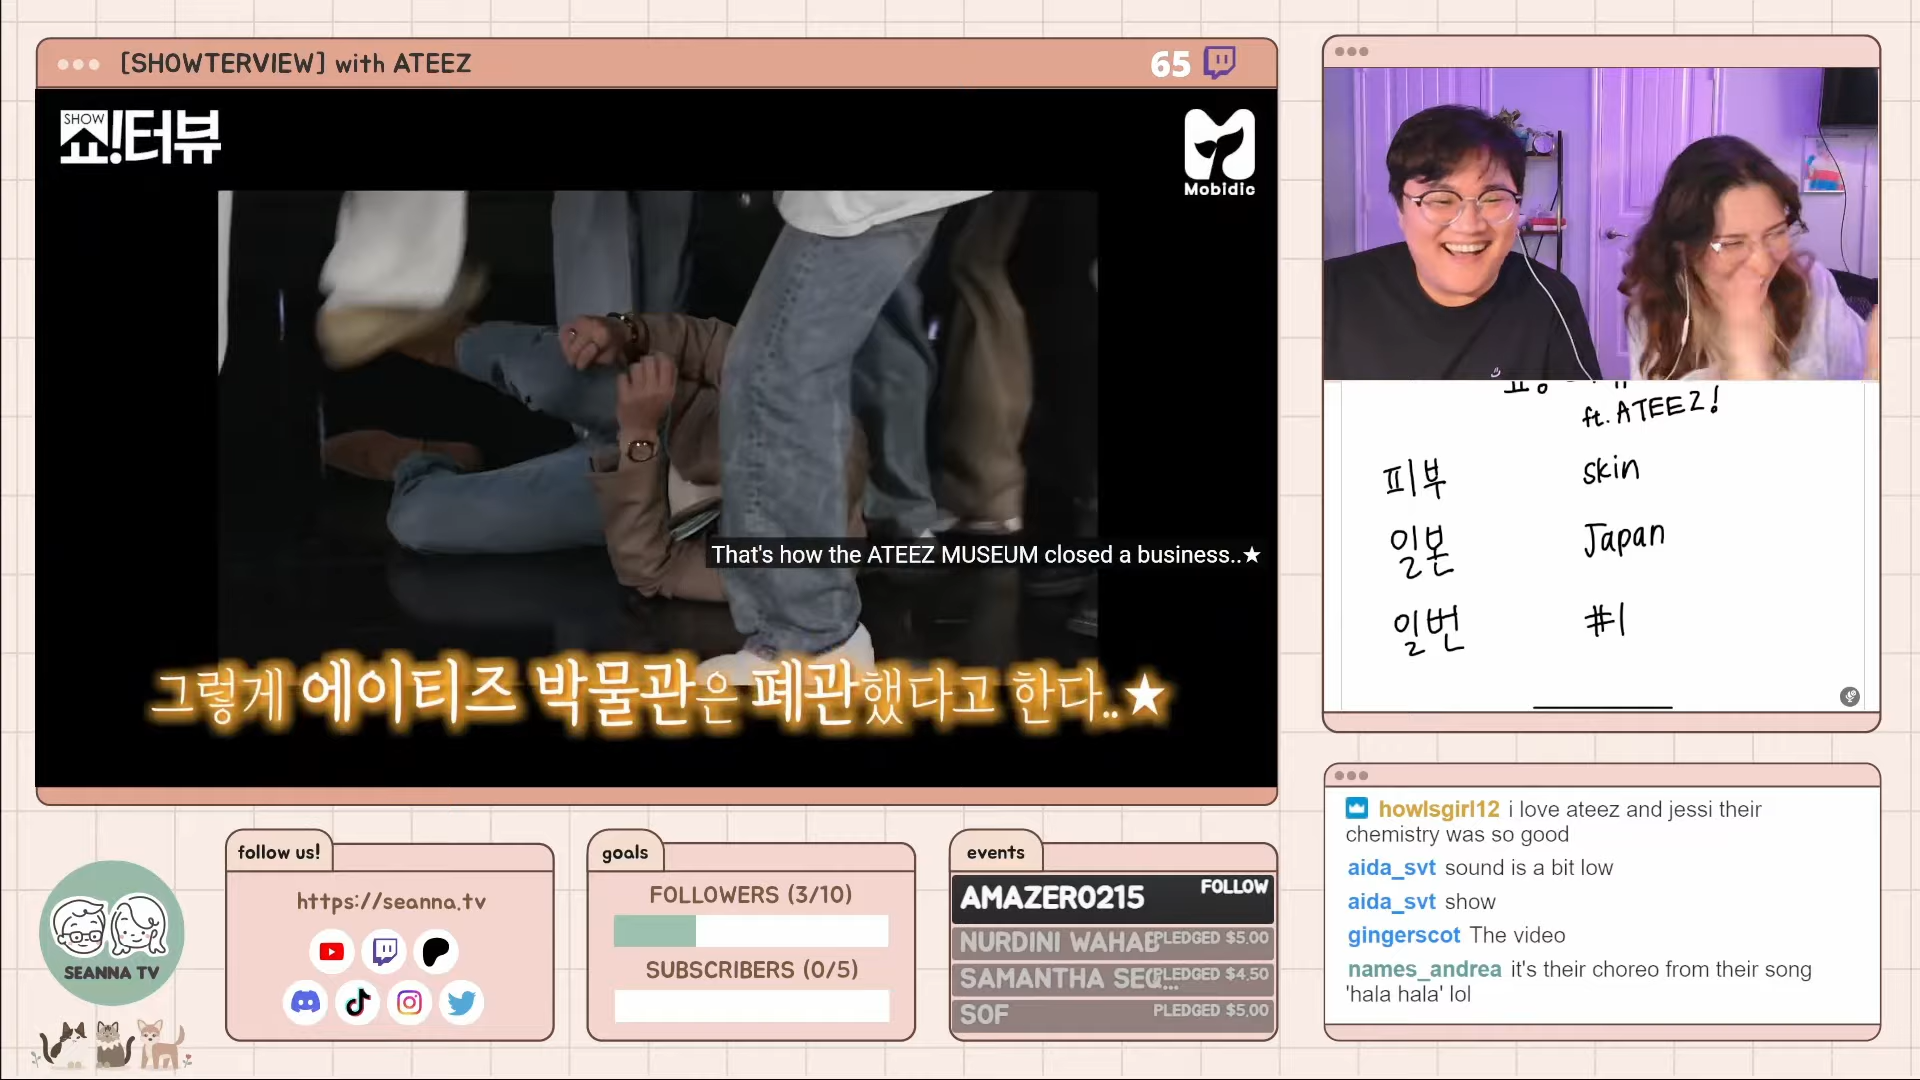 [SHOWTERVIEW] with ATEEZ
65
SHOW
쇼!터뷰
Mobidic
That's how the ATEEZ MUSEUM closed a business..★
그렇게 에이티즈 박물관은 폐관했다고 한다..★
ft. ATEEZ!
피부 skin
일본 Japan
일번 #1
follow us!
https://seanna.tv
goals
FOLLOWERS (3/10)
SUBSCRIBERS (0/5)
events
AMAZER0215 FOLLOW
NURDINI WAHAB PLEDGED $5.00
SAMANTHA SEQ... PLEDGED $4.50
SOF PLEDGED $5.00
SEANNA TV
howlsgirl12 i love ateez and jessi their
chemistry was so good
aida_svt sound is a bit low
aida_svt show
gingerscot The video
names_andrea it's their choreo from their song
'hala hala' lol